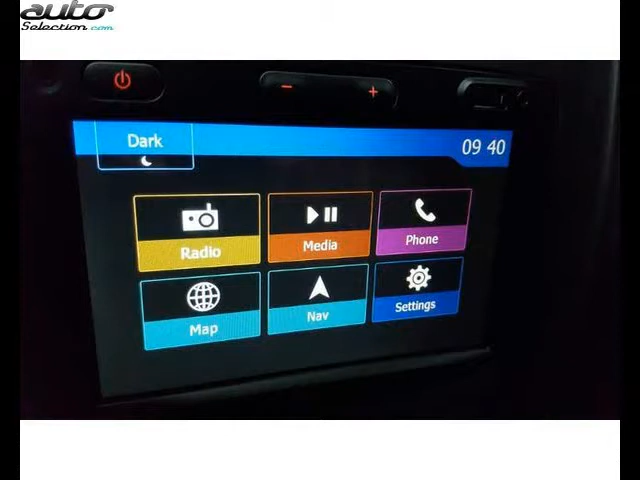 auto
Selection.com
Dark
09 40
Radio
Media
Phone
Map
Nav
Settings